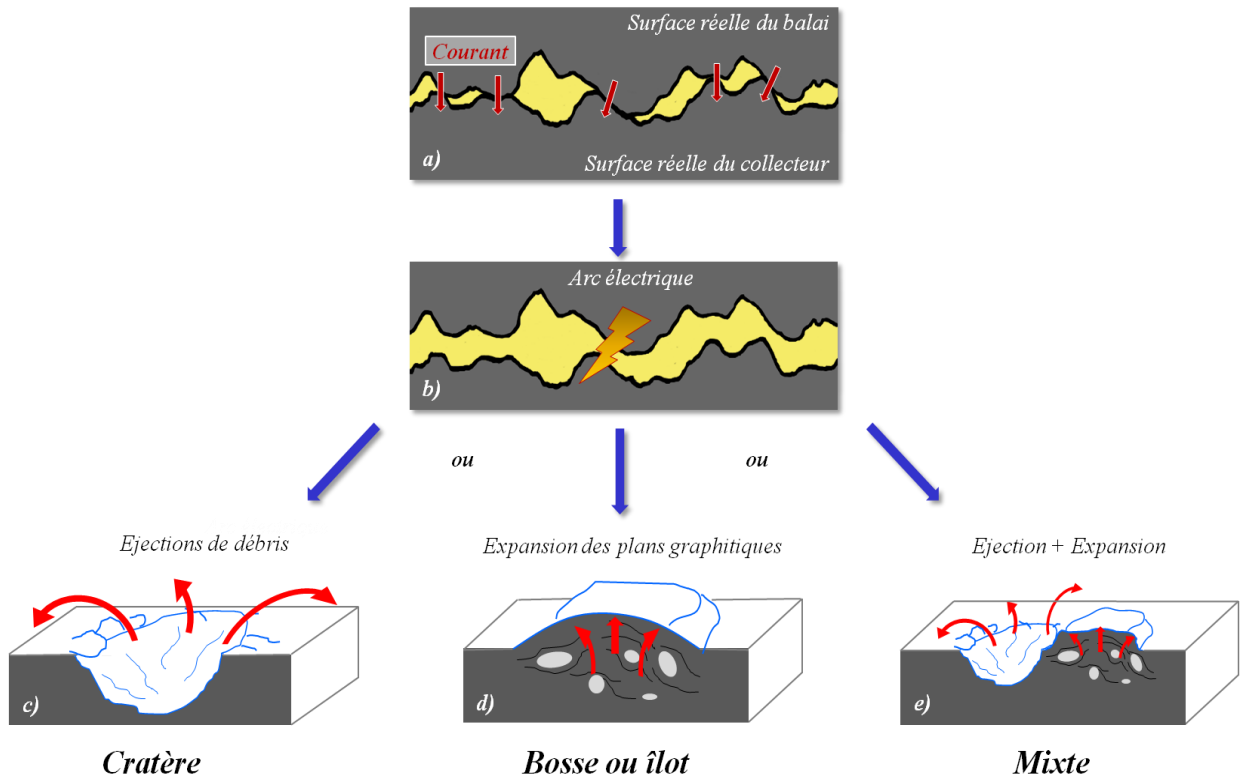 Surface réelle du balai
Courant
a)
Surface réelle du collecteur
Arc électrique
b)
ou
ou
Ejections de débris
Expansion des plans graphitiques
Ejection + Expansion
c)
d)
e)
Cratère
Bosse ou îlot
Mixte